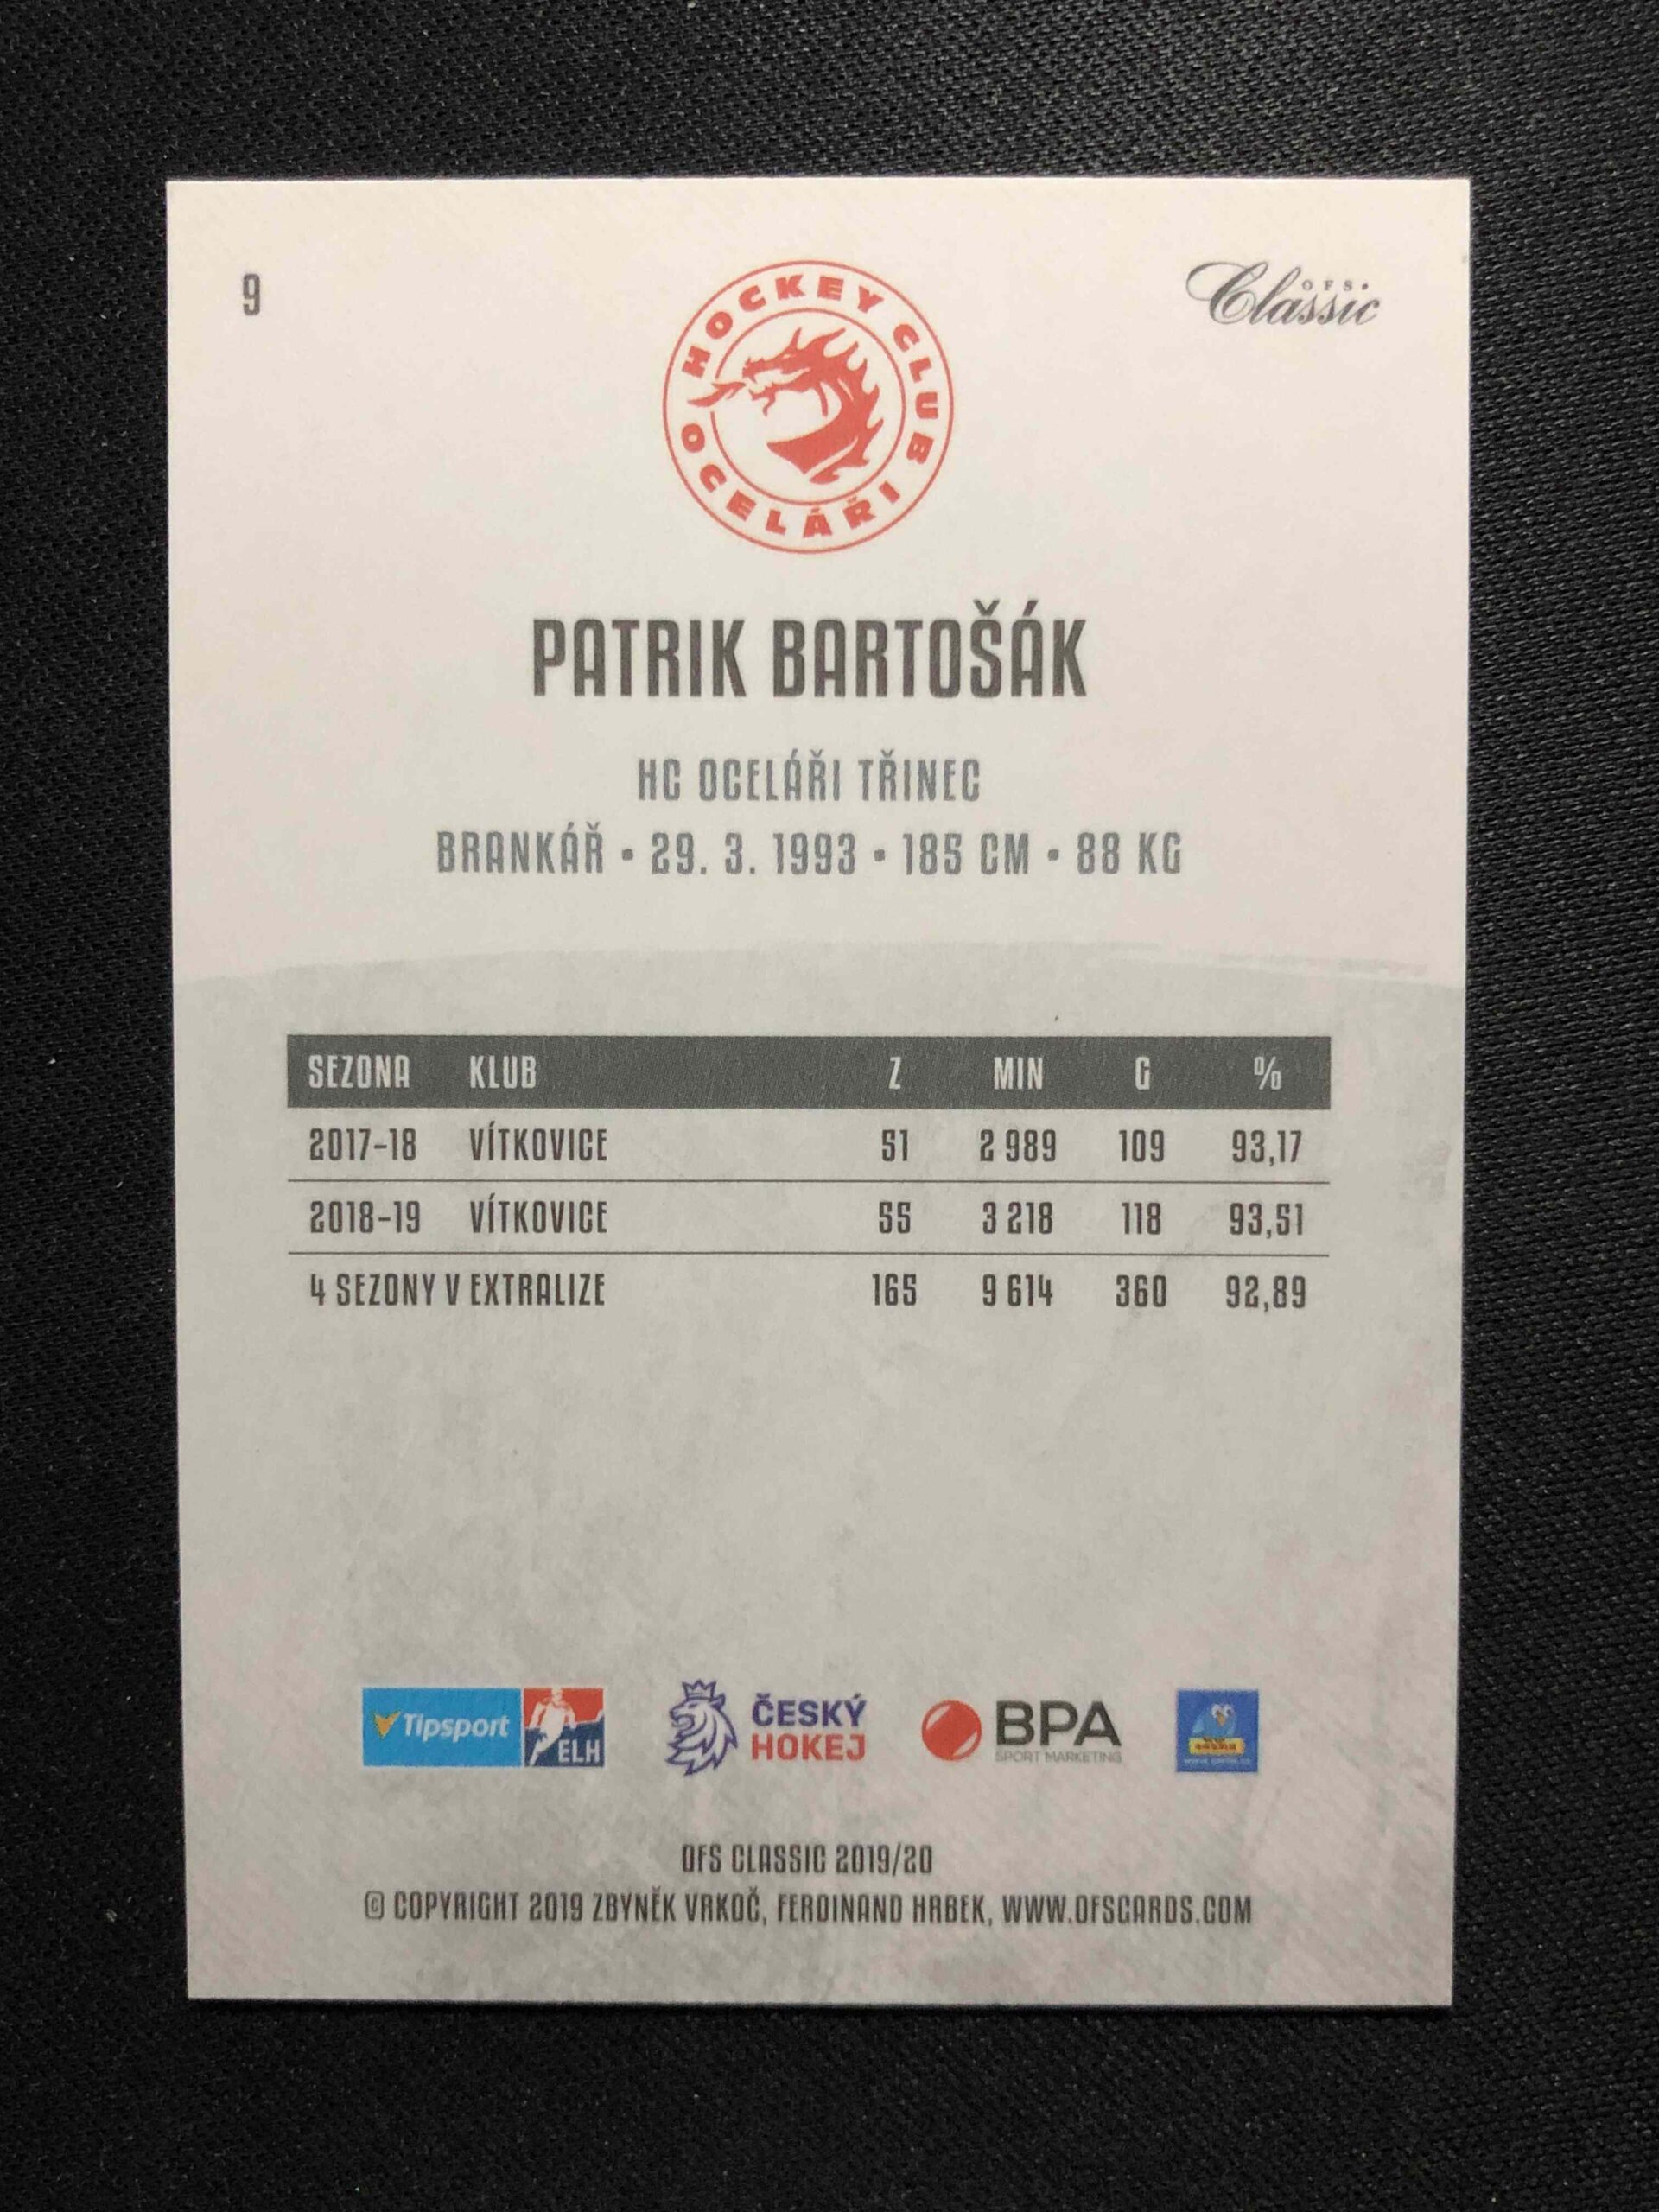 9
OFS Classic
HOCKEY CLUB OCELÁŘI
PATRIK BARTOŠÁK
HC OCELÁŘI TŘINEC
BRANKÁŘ • 29. 3. 1993 • 185 CM • 88 KG
SEZONA KLUB Z MIN G %
2017–18 VÍTKOVICE 51 2 989 109 93,17
2018–19 VÍTKOVICE 55 3 218 118 93,51
4 SEZONY V EXTRALIZE 165 9 614 360 92,89
Tipsport ELH
ČESKÝ HOKEJ
BPA
SPORT MARKETING
OFS CLASSIC 2019/20
© COPYRIGHT 2019 ZBYNĚK VRKOČ, FERDINAND HRBEK, WWW.OFSCARDS.COM